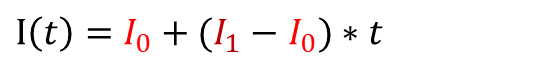 I(t) = I₀ + (I₁ − I₀) ∗ t